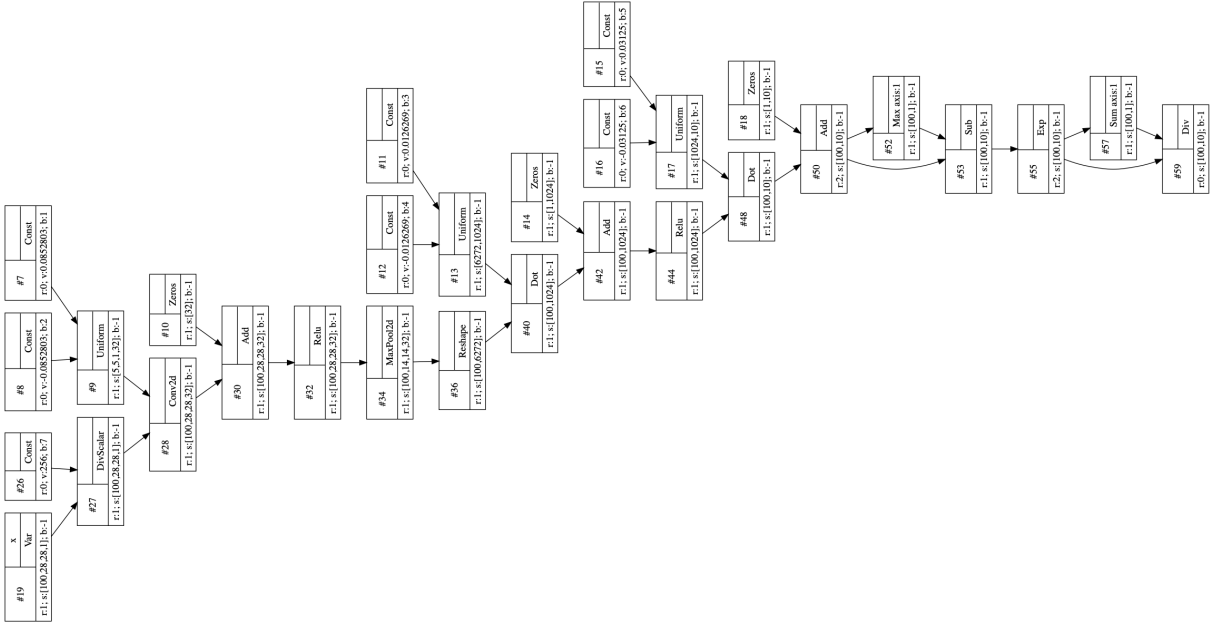 #7
Const
r:0; v:0.0852803; b:1
#8
Const
r:0; v:-0.0852803; b:2
#26
Const
r:0; v:256; b:7
#19
x
Var
r:1; s:[100,28,28,1]; b:-1
#9
Uniform
r:1; s:[5,5,1,32]; b:-1
#27
DivScalar
r:1; s:[100,28,28,1]; b:-1
#10
Zeros
r:1; s:[32]; b:-1
#28
Conv2d
r:1; s:[100,28,28,32]; b:-1
#30
Add
r:1; s:[100,28,28,32]; b:-1
#32
Relu
r:1; s:[100,28,28,32]; b:-1
#11
Const
r:0; v:0.0126269; b:3
#12
Const
r:0; v:-0.0126269; b:4
#34
MaxPool2d
r:1; s:[100,14,14,32]; b:-1
#13
Uniform
r:1; s:[6272,1024]; b:-1
#36
Reshape
r:1; s:[100,6272]; b:-1
#14
Zeros
r:1; s:[1,1024]; b:-1
#40
Dot
r:1; s:[100,1024]; b:-1
#15
Const
r:0; v:0.03125; b:5
#16
Const
r:0; v:-0.03125; b:6
#42
Add
r:1; s:[100,1024]; b:-1
#17
Uniform
r:1; s:[1024,10]; b:-1
#44
Relu
r:1; s:[100,1024]; b:-1
#18
Zeros
r:1; s:[1,10]; b:-1
#48
Dot
r:1; s:[100,10]; b:-1
#50
Add
r:2; s:[100,10]; b:-1
#52
Max axis:1
r:1; s:[100,1]; b:-1
#53
Sub
r:1; s:[100,10]; b:-1
#55
Exp
r:2; s:[100,10]; b:-1
#57
Sum axis:1
r:1; s:[100,1]; b:-1
#59
Div
r:0; s:[100,10]; b:-1